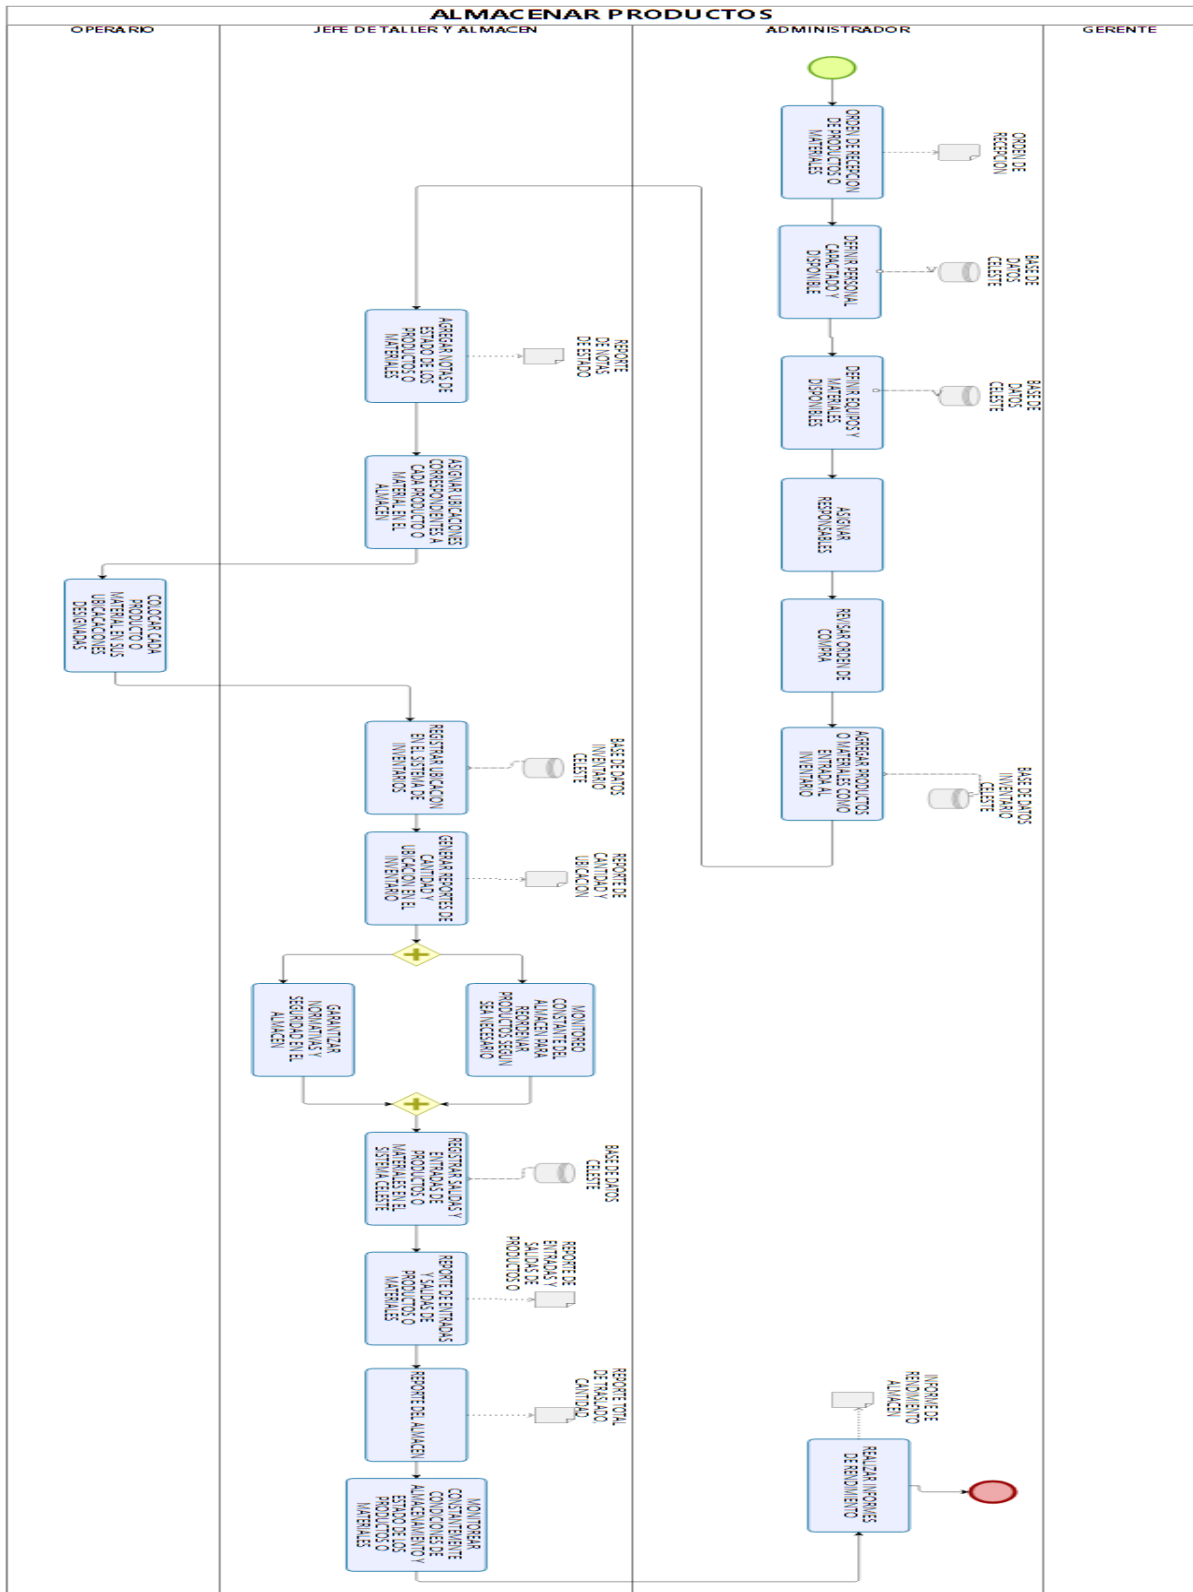 ALMACENAR PRODUCTOS
OPERARIO
JEFE DE TALLER Y ALMACEN
ADMINISTRADOR
GERENTE
ORDEN DE RECEPCION
DE PRODUCTOS O
MATERIALES
ORDEN DE
RECEPCION
DEFINIR PERSONAL
CAPACITADO Y
DISPONIBLE
BASE DE
DATOS
CELESTE
DEFINIR EQUIPOS Y
MATERIALES
DISPONIBLES
BASE DE
DATOS
CELESTE
ASIGNAR
RESPONSABLES
REVISAR ORDEN DE
COMPRA
AGREGAR PRODUCTOS
O MATERIALES COMO
ENTRADA AL
INVENTARIO
BASE DE DATOS
INVENTARIO
CELESTE
AGREGAR NOTAS DE
ESTADO DE LOS
PRODUCTOS O
MATERIALES
REPORTE
DE NOTAS
DE ESTADO
ASIGNAR UBICACIONES
CORRESPONDIENTES A
CADA PRODUCTO O
MATERIAL EN EL
ALMACEN
COLOCAR CADA
PRODUCTO O
MATERIAL EN SUS
UBICACACIONES
DESIGNADAS
REGISTRAR UBICACION
EN EL SISTEMA DE
INVENTARIOS
BASE DE DATOS
INVENTARIO
CELESTE
GENERAR REPORTES DE
CANTIDAD Y
UBICACION EN EL
INVENTARIO
REPORTE DE
CANTIDAD Y
UBICACION
MONITOREO
CONSTANTE DEL
ALMACEN PARA
REORDENAR
PRODUCTOS SEGUN
SEA NECESARIO
GARANTIZAR
NORMATIVAS Y
SEGURIDAD EN EL
ALMACEN
REGISTRAR SALIDAS Y
ENTRADAS DE
PRODUCTOS O
MATERIALES EN EL
SISTEMA CELESTE
BASE DE DATOS
CELESTE
REPORTE DE ENTRADAS
Y SALIDAS DE
PRODUCTOS O
MATERIALES
REPORTE DE
ENTRADAS Y
SALIDAS DE
PRODUCTOS O
REPORTE DEL ALMACEN
REPORTE TOTAL
DE TRASLADO,
CANTIDAD,
MONITOREAR
CONSTANTEMENTE
CONDICIONES DE
ALMACENAMIENTO Y
ESTADO DE LOS
PRODUCTOS O
MATERIALES
REALIZAR INFORMES
DE RENDIMIENTO
INFORME DE
RENDIMIENTO
ALMACEN